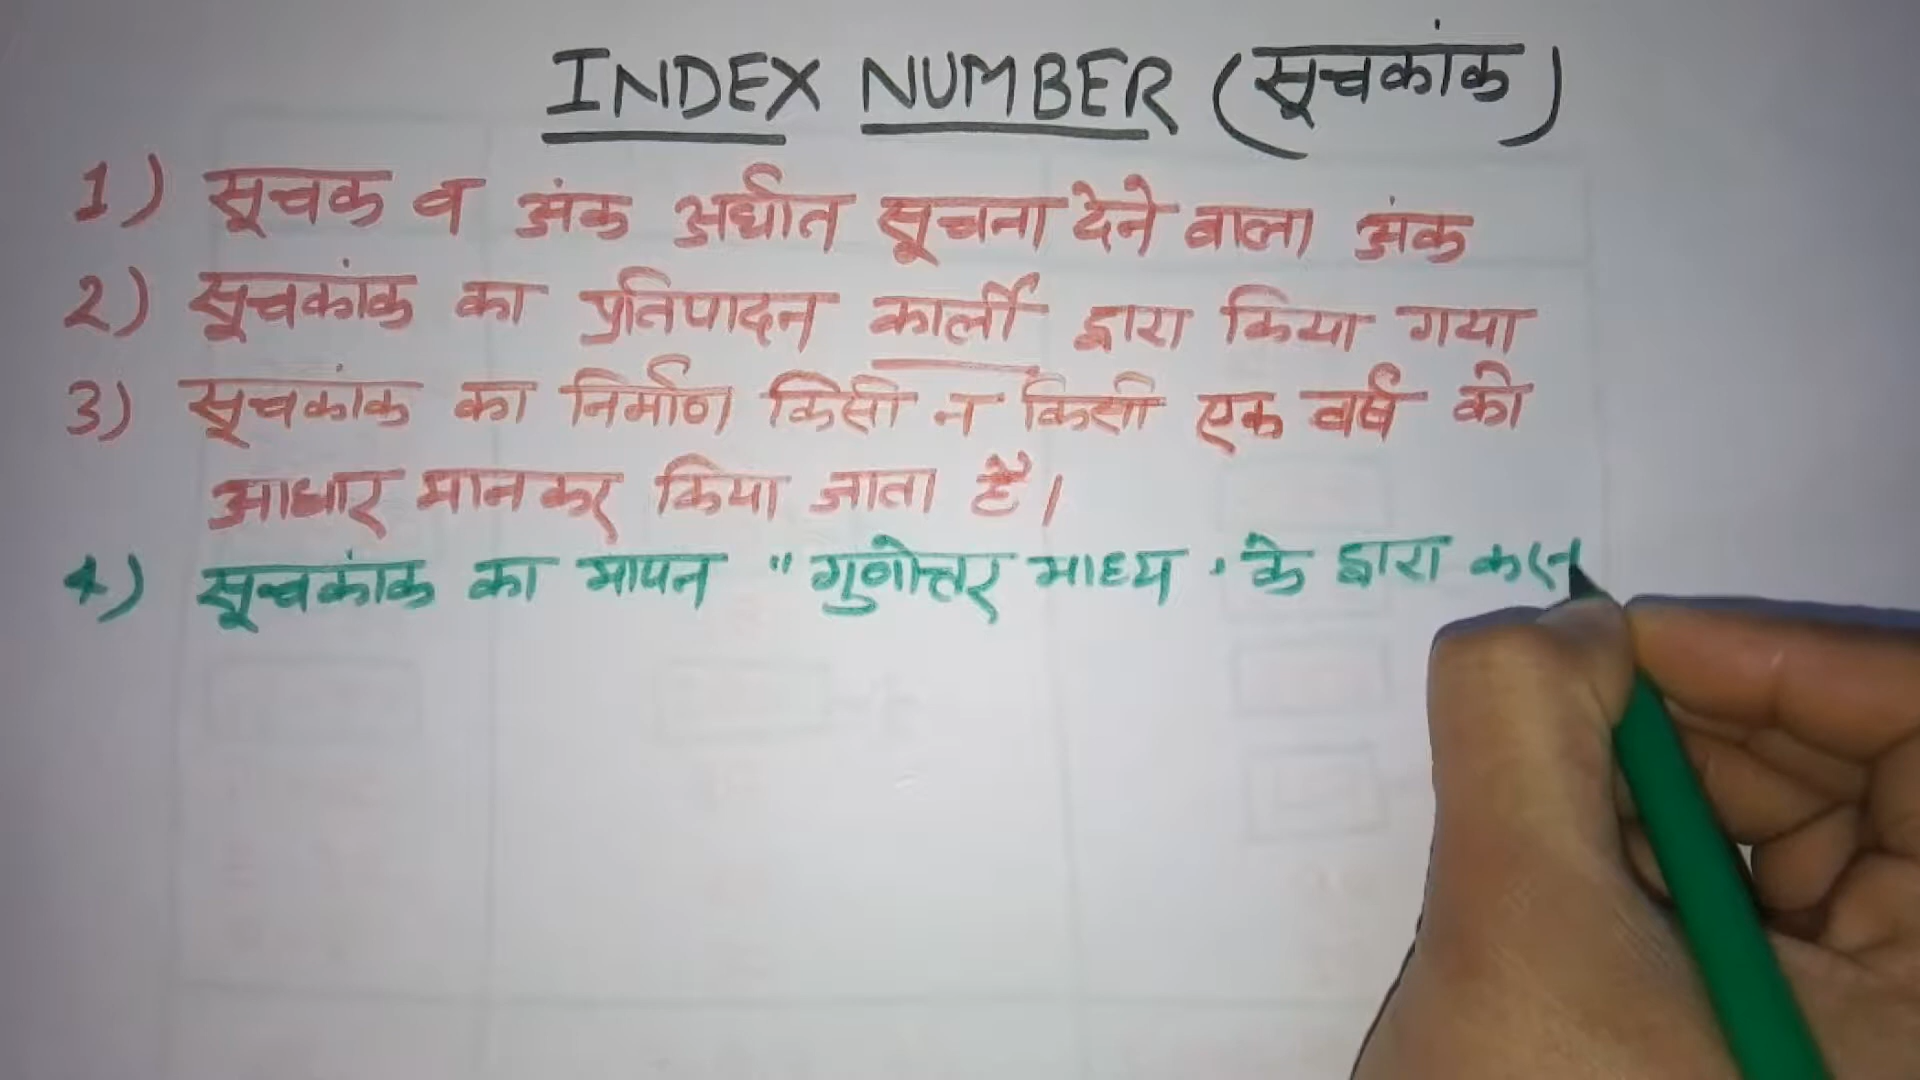 INDEX NUMBER (सूचकांक)
1) सूचक व अंक अर्थात सूचना देने वाला अंक
2) सूचकांक का प्रतिपादन कार्ली द्वारा किया गया
3) सूचकांक का निर्माण किसी न किसी एक वर्ष को
आधार मानकर किया जाता है।
4) सूचकांक का मापन "गुणोत्तर माध्य" के द्वारा